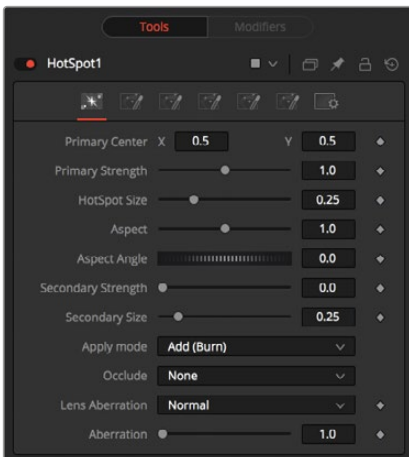 Tools Modifiers
HotSpot1
Primary Center X 0.5 Y 0.5
Primary Strength 1.0
HotSpot Size 0.25
Aspect 1.0
Aspect Angle 0.0
Secondary Strength 0.0
Secondary Size 0.25
Apply mode Add (Burn)
Occlude None
Lens Aberration Normal
Aberration 1.0